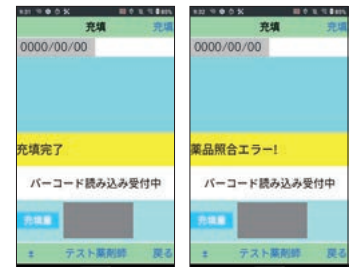 充填
充填
0000/00/00
充填完了
バーコード読み込み受付中
充填量
± テスト薬剤師 戻る
充填
充填
0000/00/00
薬品照合エラー!
バーコード読み込み受付中
充填量
± テスト薬剤師 戻る